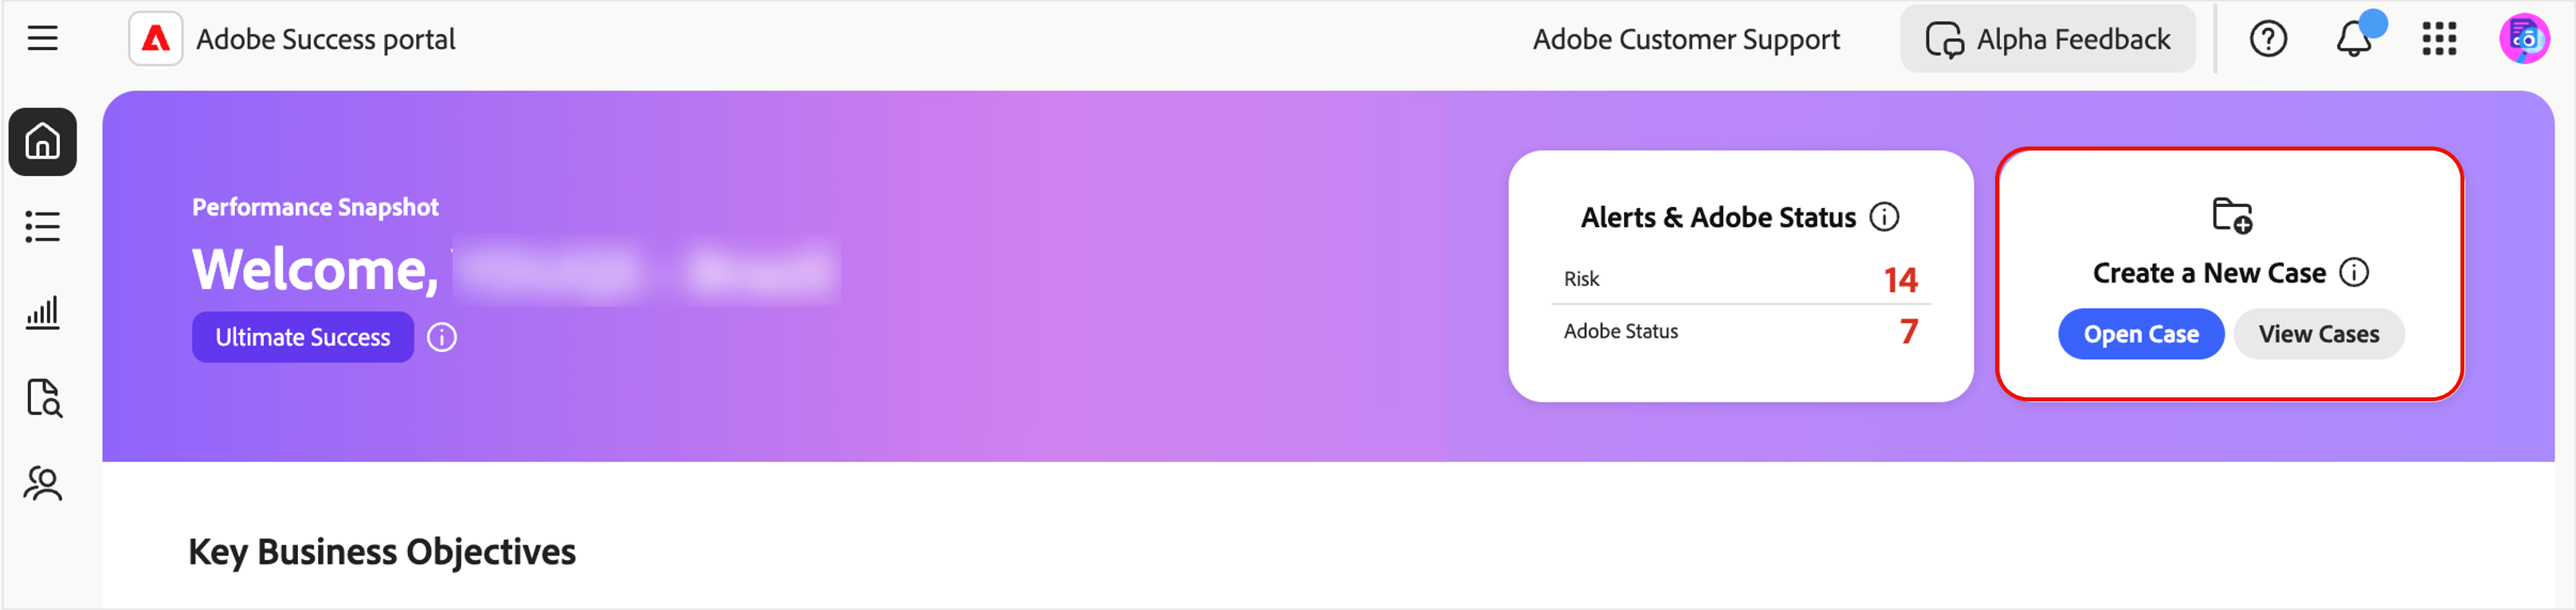 Adobe Success portal
Adobe Customer Support
Alpha Feedback
Performance Snapshot
Welcome,
Ultimate Success
Alerts & Adobe Status
Risk 14
Adobe Status 7
Create a New Case
Open Case
View Cases
Key Business Objectives